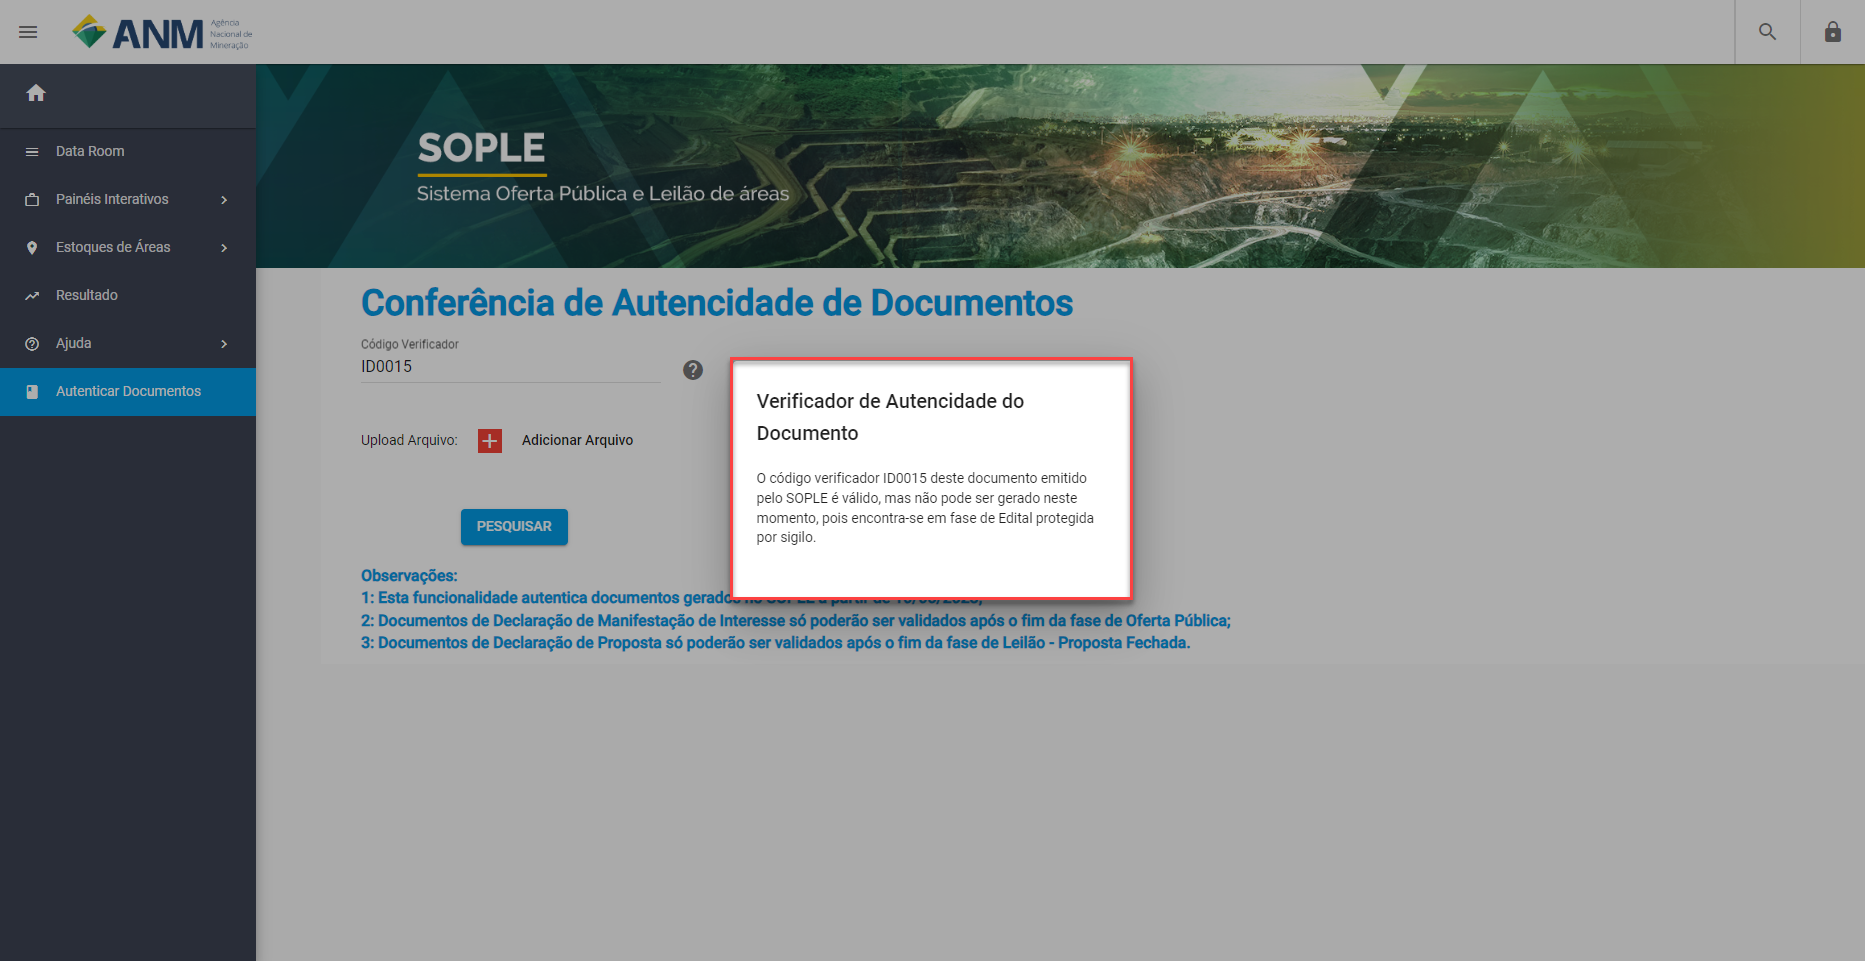 ANM
Agência
Nacional de
Mineração
Data Room
Painéis Interativos
Estoques de Áreas
Resultado
Ajuda
Autenticar Documentos
SOPLE
Sistema Oferta Pública e Leilão de áreas
Conferência de Autencidade de Documentos
Código Verificador
ID0015
Upload Arquivo:
Adicionar Arquivo
PESQUISAR
Verificador de Autencidade do
Documento
O código verificador ID0015 deste documento emitido
pelo SOPLE é válido, mas não pode ser gerado neste
momento, pois encontra-se em fase de Edital protegida
por sigilo.
Observações:
1: Esta funcionalidade autentica documentos gerados
2: Documentos de Declaração de Manifestação de Interesse só poderão ser validados após o fim da fase de Oferta Pública;
3: Documentos de Declaração de Proposta só poderão ser validados após o fim da fase de Leilão - Proposta Fechada.